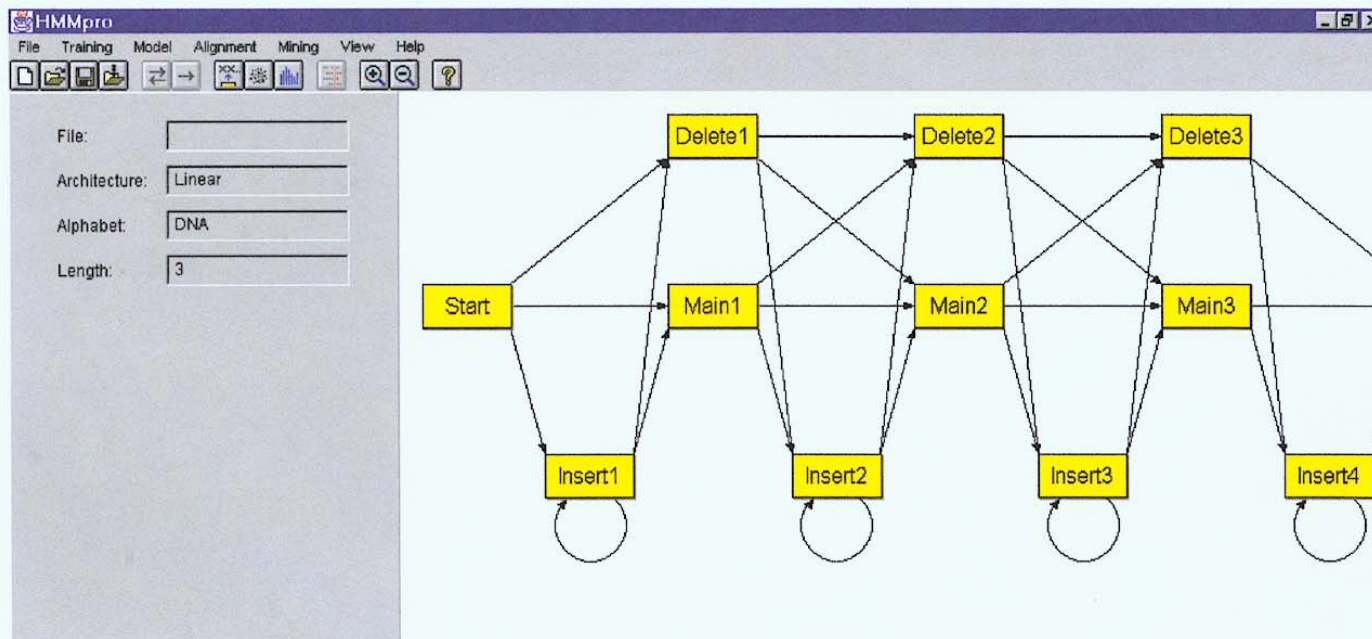 HMMpro
File Training Model Alignment Mining View Help
File:
Architecture: Linear
Alphabet: DNA
Length: 3
Delete1 Delete2 Delete3
Start Main1 Main2 Main3
Insert1 Insert2 Insert3 Insert4